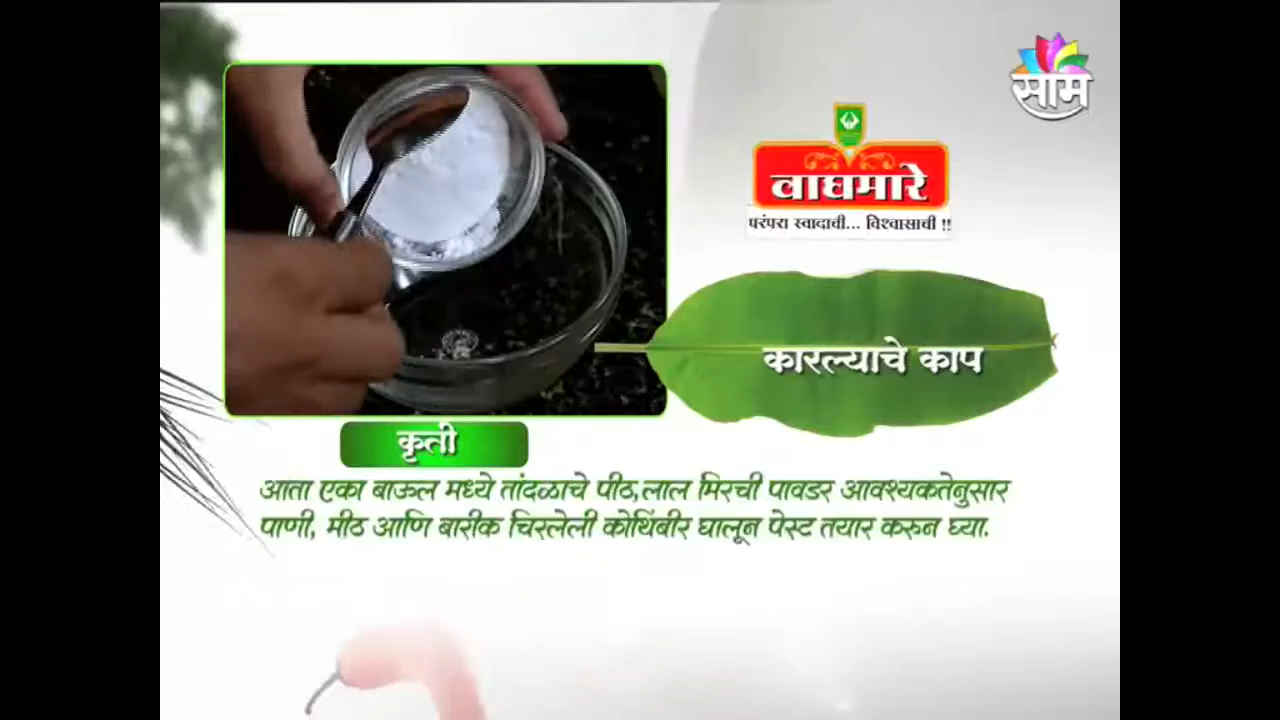 साम
वाघमारे
परंपरा स्वादाची... विश्वासाची !!
कारल्याचे काप
कृती
आता एका बाऊल मध्ये तांदळाचे पीठ,लाल मिरची पावडर आवश्यकतेनुसार
पाणी, मीठ आणि बारीक चिरलेली कोथिंबीर घालून पेस्ट तयार करुन घ्या.